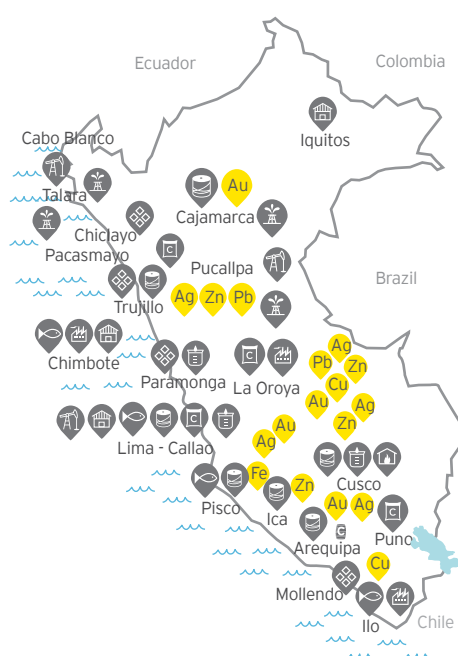 Ecuador
Colombia
Cabo Blanco
Iquitos
Talara
Au
Cajamarca
Chiclayo
Pacasmayo
C
Pucallpa
Brazil
Trujillo
Ag Zn Pb
Chimbote
C
Paramonga
La Oroya
Ag
Pb Zn
Cu
Au Ag
Zn
C
Lima - Callao
Au
Ag
Fe
Cusco
Pisco
Zn
Ica
Au Ag
C
Arequipa
C
Puno
Cu
Mollendo
Ilo
Chile